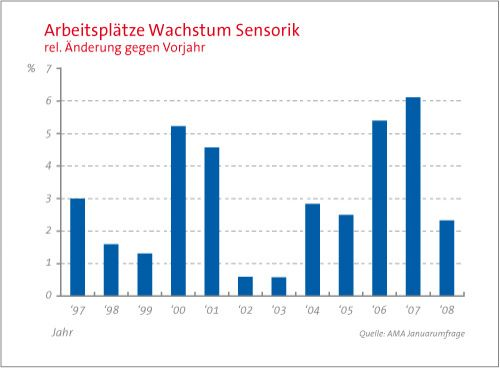 Arbeitsplätze Wachstum Sensorik
rel. Änderung gegen Vorjahr
% 7
6
5
4
3
2
1
0
'97 '98 '99 '00 '01 '02 '03 '04 '05 '06 '07 '08
Jahr
Quelle: AMA Januarumfrage